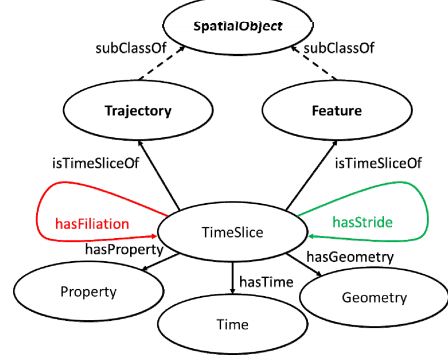 SpatialObject
subClassOf
subClassOf
Trajectory
Feature
isTimeSliceOf
isTimeSliceOf
hasFiliation
TimeSlice
hasStride
hasProperty
hasGeometry
hasTime
Property
Geometry
Time